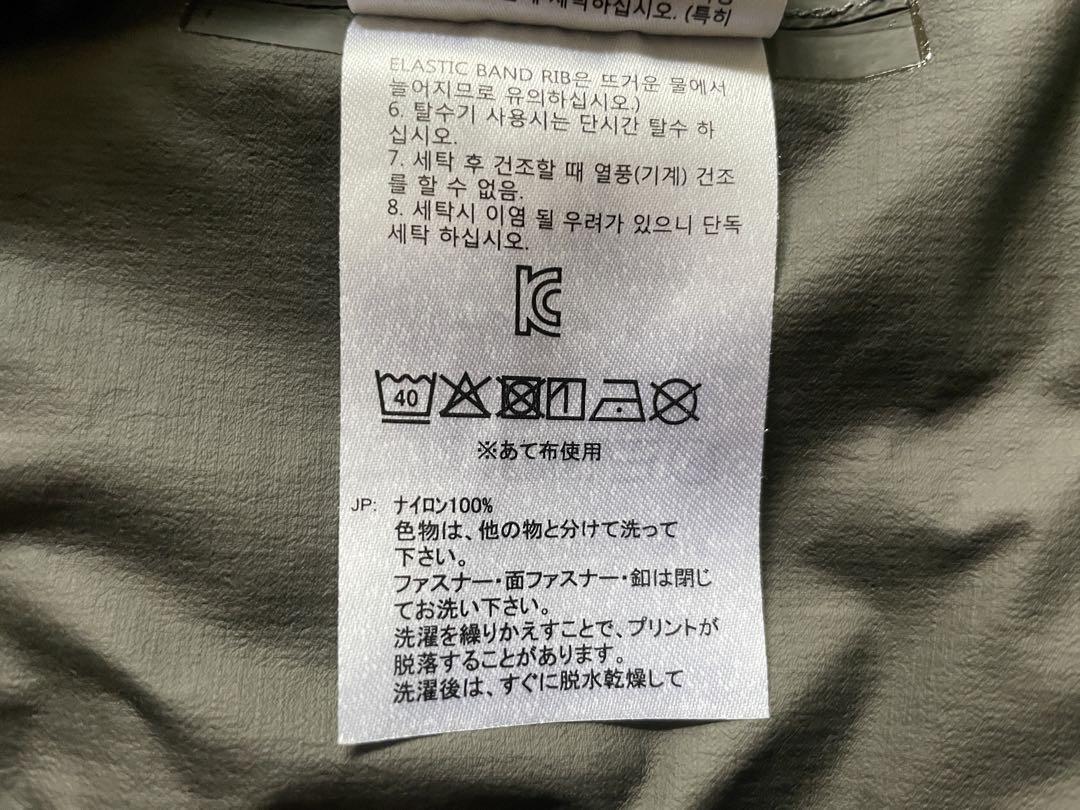 세탁하십시오. (특히
ELASTIC BAND RIB은 뜨거운 물에서
늘어지므로 유의하십시오.)
6. 탈수기 사용시는 단시간 탈수 하
십시오.
7. 세탁 후 건조할 때 열풍(기계) 건조
를 할 수 없음.
8. 세탁시 이염 될 우려가 있으니 단독
세탁 하십시오.
40
※あて布使用
JP: ナイロン100%
色物は、他の物と分けて洗って
下さい。
ファスナー・面ファスナー・釦は閉じ
てお洗い下さい。
洗濯を繰りかえすことで、プリントが
脱落することがあります。
洗濯後は、すぐに脱水乾燥して